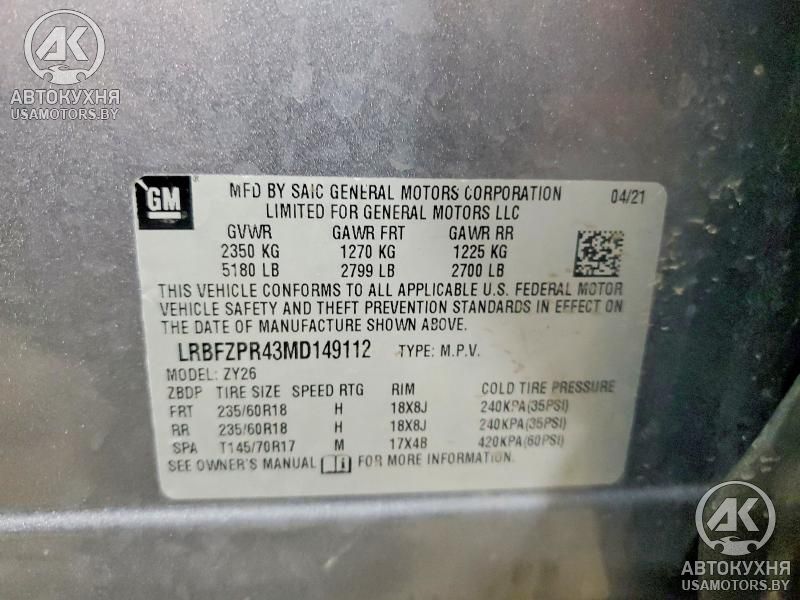 AK
АВТОКУХНЯ
USAMOTORS.BY
GM
MFD BY SAIC GENERAL MOTORS CORPORATION 04/21
LIMITED FOR GENERAL MOTORS LLC
GVWR GAWR FRT GAWR RR
2350 KG 1270 KG 1225 KG
5180 LB 2799 LB 2700 LB
THIS VEHICLE CONFORMS TO ALL APPLICABLE U.S. FEDERAL MOTOR
VEHICLE SAFETY AND THEFT PREVENTION STANDARDS IN EFFECT ON
THE DATE OF MANUFACTURE SHOWN ABOVE.
LRBFZPR43MD149112 TYPE: M.P.V.
MODEL: ZY26
ZBDP TIRE SIZE SPEED RTG RIM COLD TIRE PRESSURE
FRT 235/60R18 H 18X8J 240KPA(35PSI)
RR 235/60R18 H 18X8J 240KPA(35PSI)
SPA T145/70R17 M 17X4B 420KPA(60PSI)
SEE OWNER'S MANUAL FOR MORE INFORMATION.
AK
АВТОКУХНЯ
USAMOTORS.BY